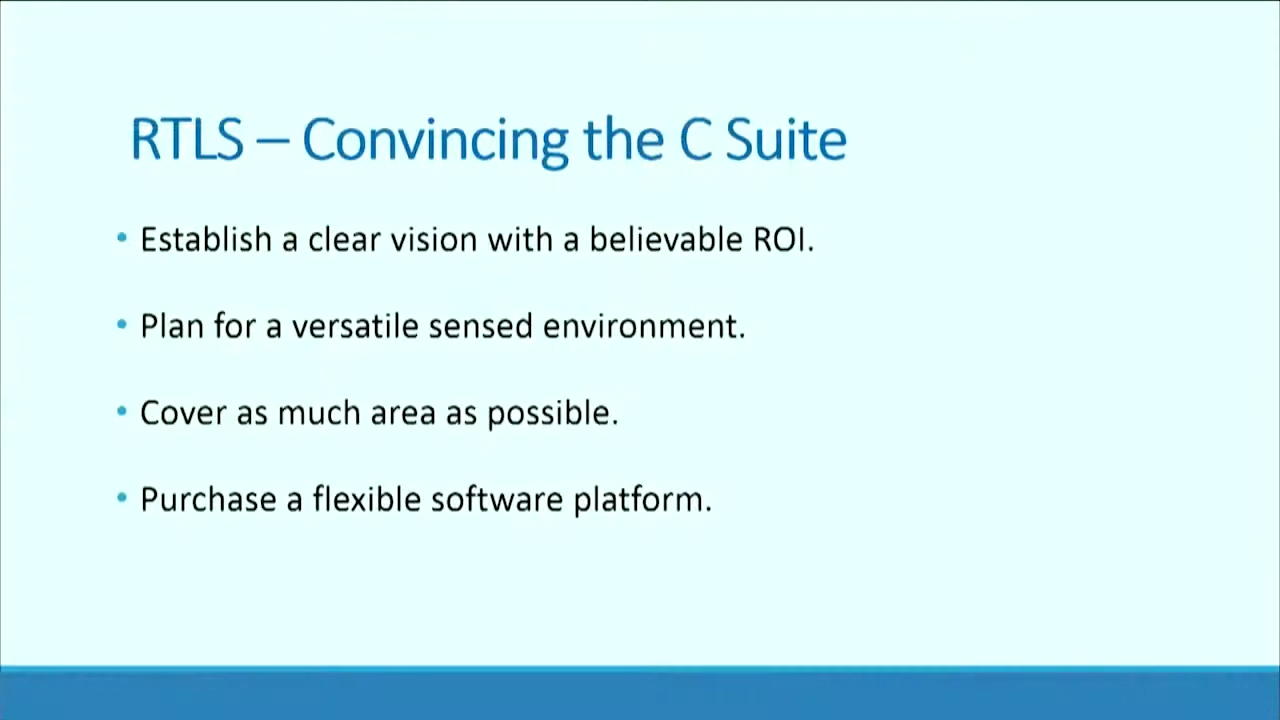 RTLS – Convincing the C Suite
• Establish a clear vision with a believable ROI.
• Plan for a versatile sensed environment.
• Cover as much area as possible.
• Purchase a flexible software platform.